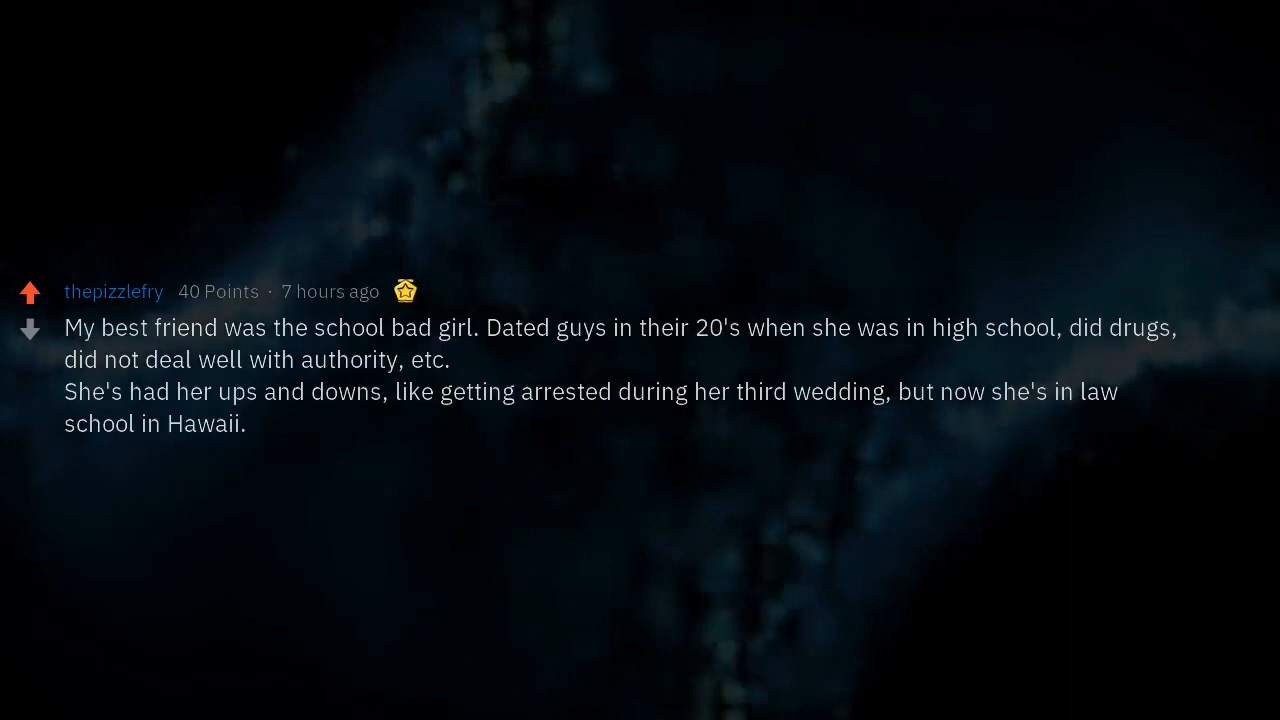 thepizzlefry 40 Points · 7 hours ago
My best friend was the school bad girl. Dated guys in their 20's when she was in high school, did drugs,
did not deal well with authority, etc.
She's had her ups and downs, like getting arrested during her third wedding, but now she's in law
school in Hawaii.